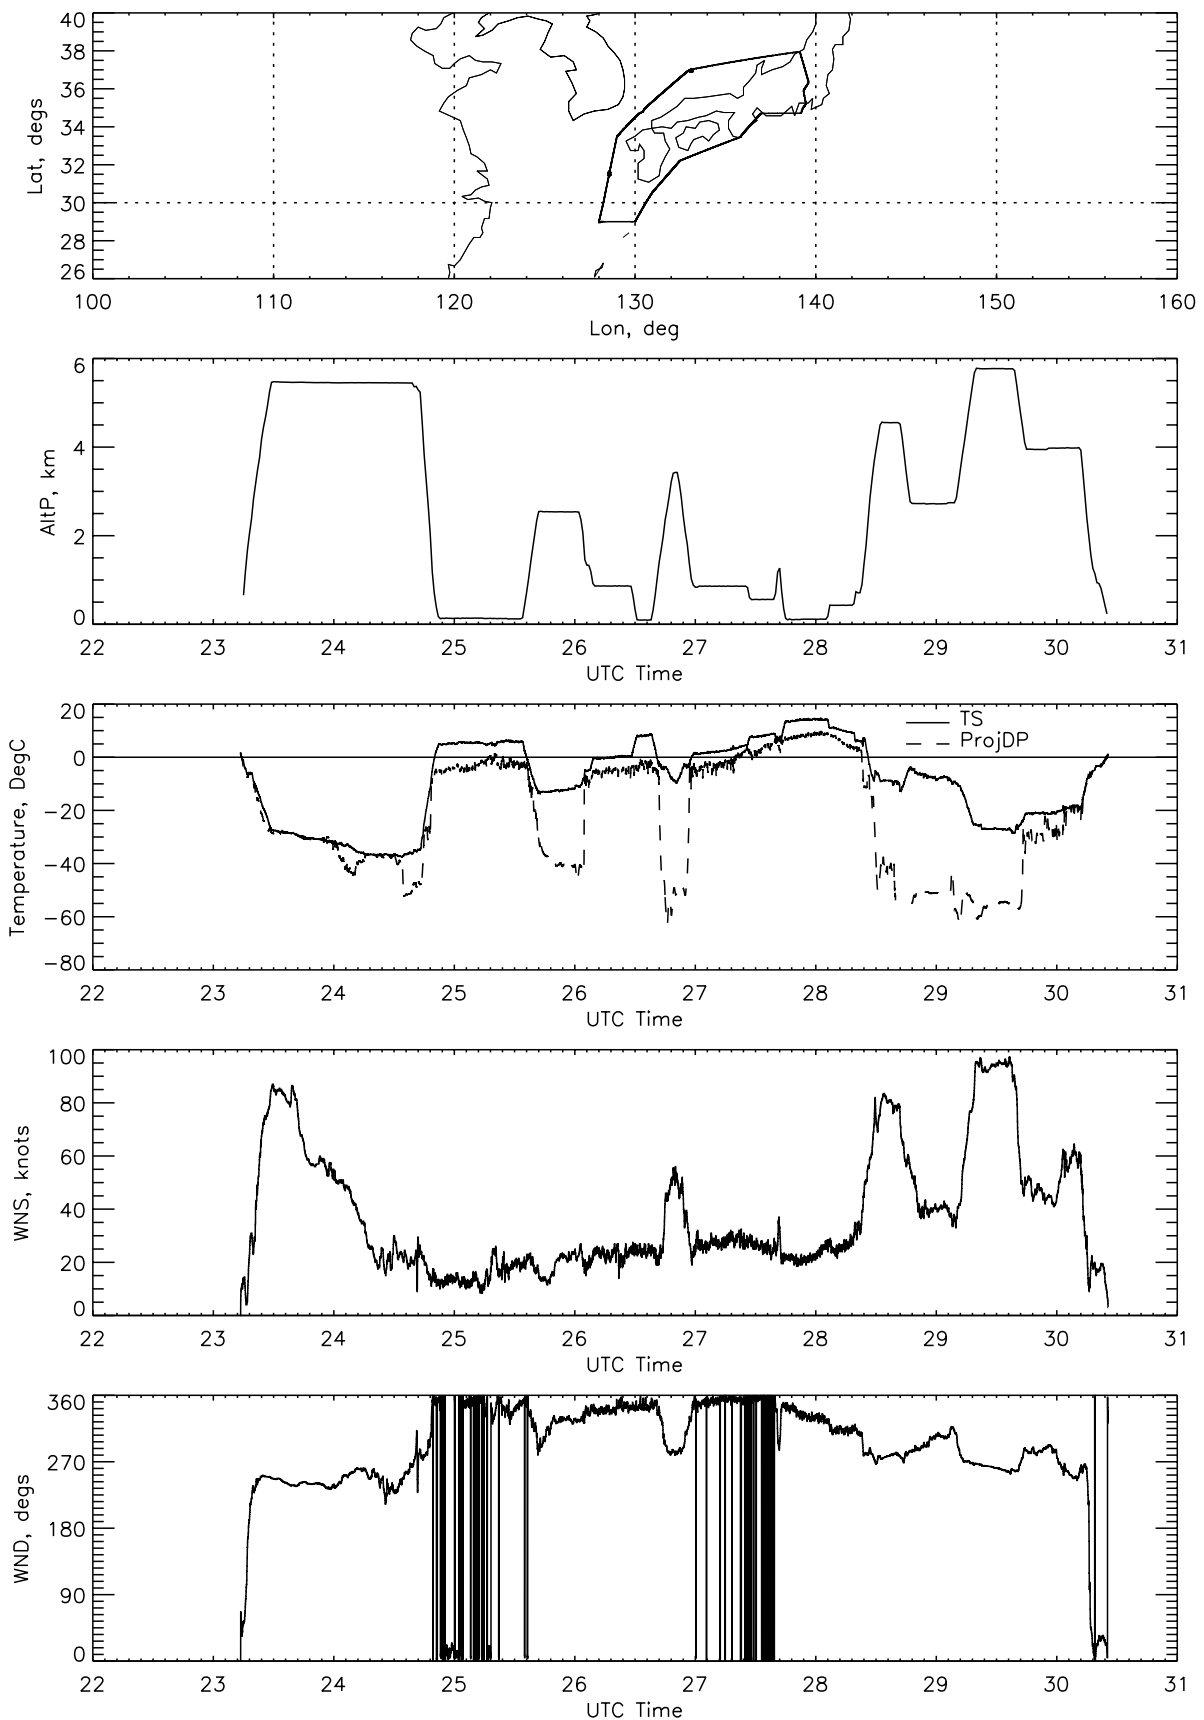 40
38
36
34
32
30
28
26
Lat, degs
100 110 120 130 140 150 160
Lon, deg
6
4
2
0
AltP, km
22 23 24 25 26 27 28 29 30 31
UTC Time
20
0
−20
−40
−60
−80
Temperature, DegC
TS
ProjDP
22 23 24 25 26 27 28 29 30 31
UTC Time
100
80
60
40
20
0
WNS, knots
22 23 24 25 26 27 28 29 30 31
UTC Time
360
270
180
90
0
WND, degs
22 23 24 25 26 27 28 29 30 31
UTC Time